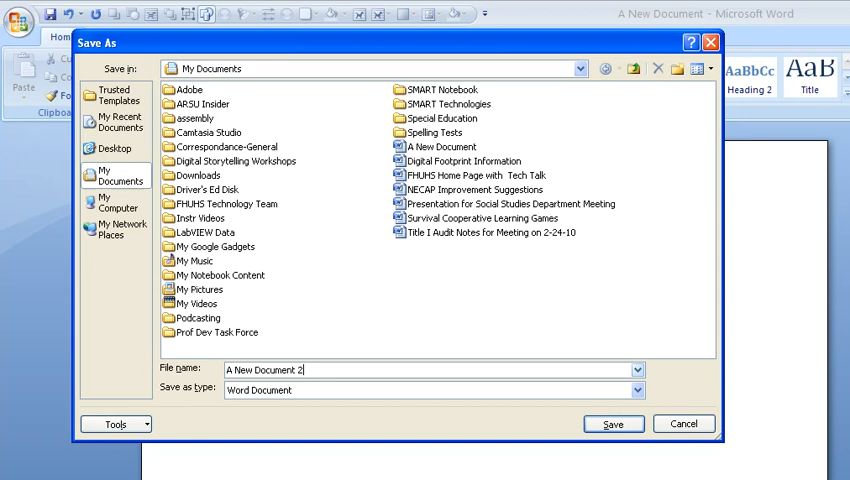 A New Document - Microsoft Word
Hom
Cu
Co
Fo
Paste
Clipboa
AaBbCc
AaB
Heading 2
Title
Save As
Save in:
My Documents
Trusted
Templates
My Recent
Documents
Desktop
My
Documents
My
Computer
My Network
Places
Adobe
ARSU Insider
assembly
Camtasia Studio
Correspondance-General
Digital Storytelling Workshops
Downloads
Driver's Ed Disk
FHUHS Technology Team
Instr Videos
LabVIEW Data
My Google Gadgets
My Music
My Notebook Content
My Pictures
My Videos
Podcasting
Prof Dev Task Force
SMART Notebook
SMART Technologies
Special Education
Spelling Tests
A New Document
Digital Footprint Information
FHUHS Home Page with Tech Talk
NECAP Improvement Suggestions
Presentation for Social Studies Department Meeting
Survival Cooperative Learning Games
Title I Audit Notes for Meeting on 2-24-10
File name:
A New Document 2
Save as type:
Word Document
Tools
Save
Cancel